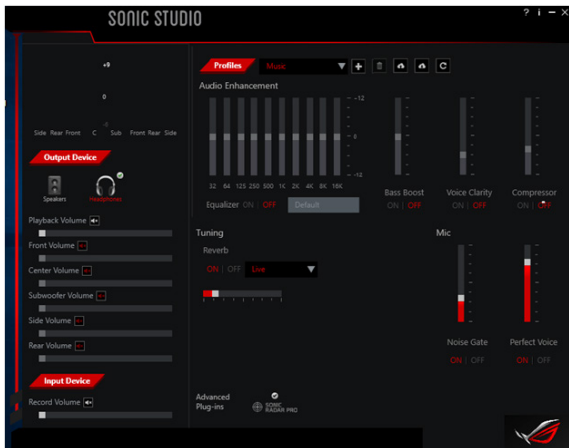 SONIC STUDIO
? i − ×
+9
0
Side Rear Front C Sub Front Rear Side
Output Device
Speakers Headphones
Playback Volume
Front Volume
Center Volume
Subwoofer Volume
Side Volume
Rear Volume
Input Device
Record Volume
Profiles Music
Audio Enhancement
32 64 125 250 500 1K 2K 4K 8K 16K
Equalizer ON | OFF Default
Bass Boost Voice Clarity Compressor
ON | OFF ON | OFF ON | OFF
Tuning
Reverb
ON | OFF Live
Mic
Noise Gate Perfect Voice
ON | OFF ON | OFF
Advanced
Plug-ins
SONIC
RADAR PRO